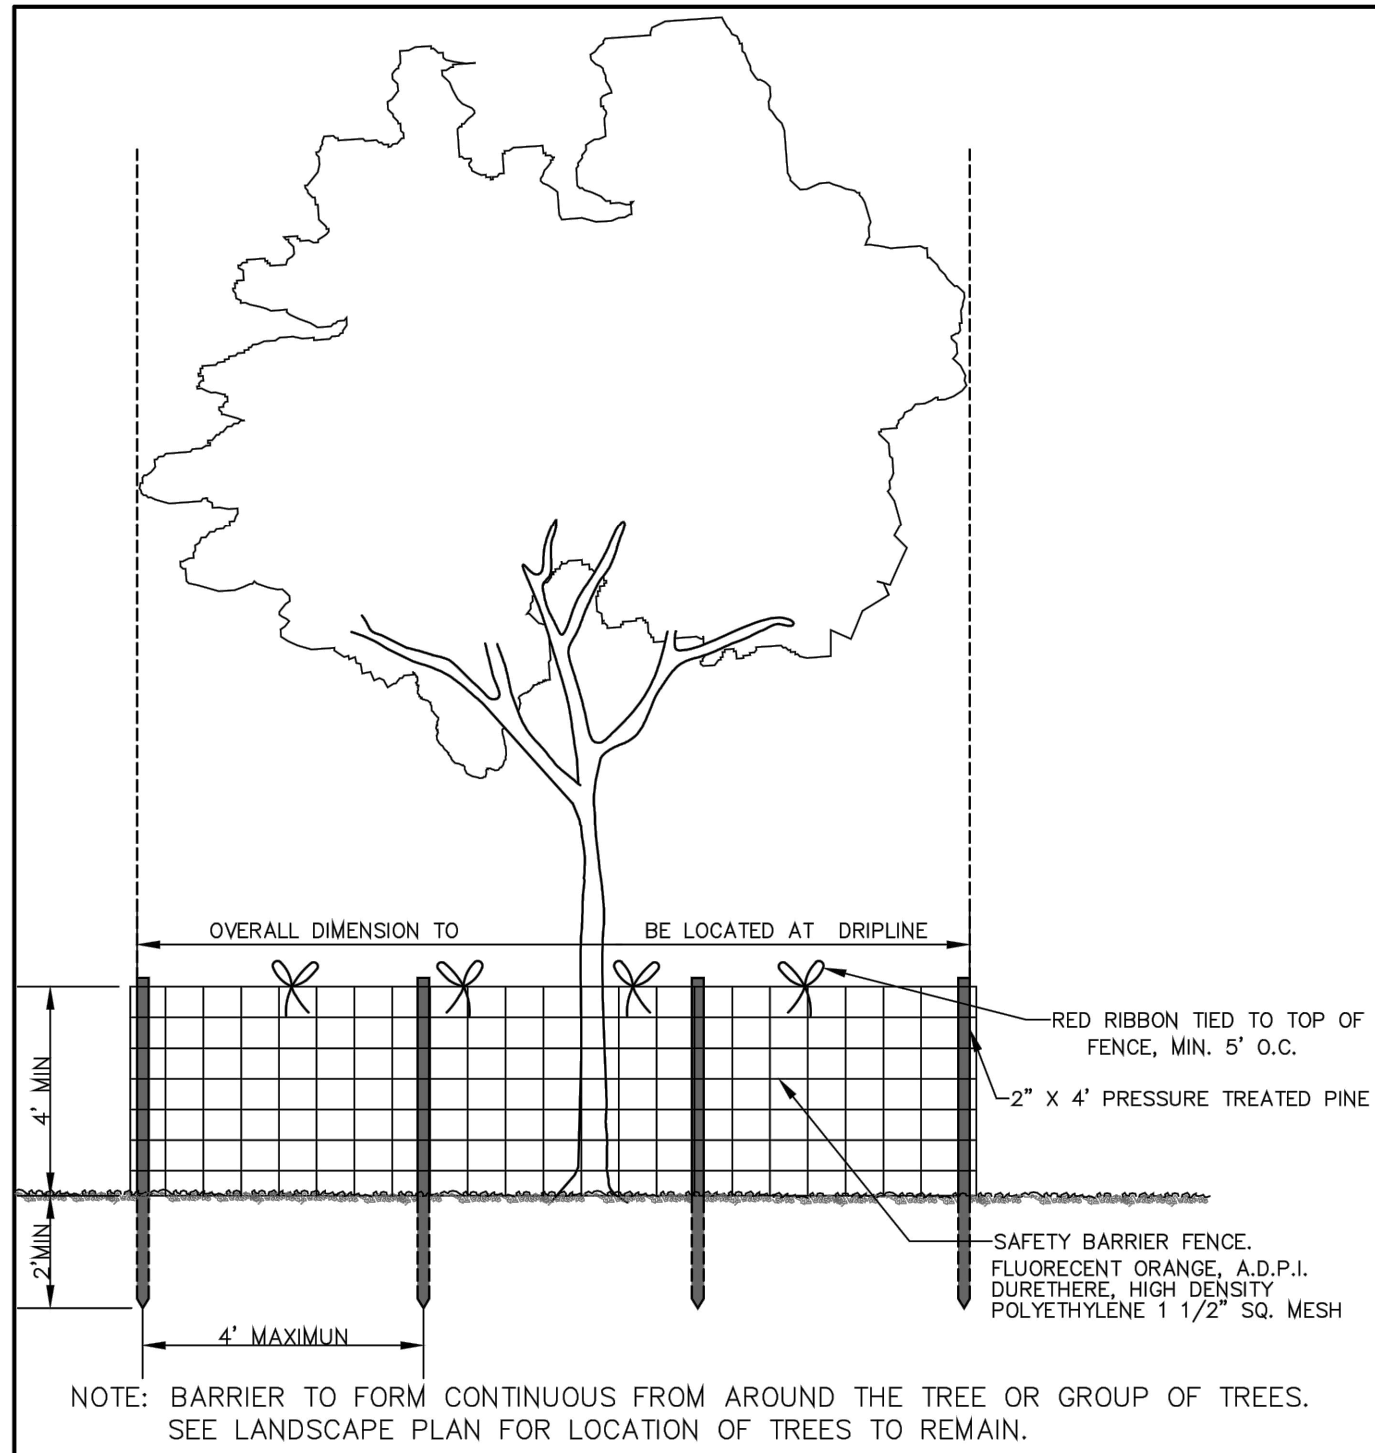 OVERALL DIMENSION TO BE LOCATED AT DRIPLINE
4' MIN
RED RIBBON TIED TO TOP OF
FENCE, MIN. 5' O.C.
2" X 4' PRESSURE TREATED PINE
2'MIN
SAFETY BARRIER FENCE.
FLUORECENT ORANGE, A.D.P.I.
DURETHERE, HIGH DENSITY
POLYETHYLENE 1 1/2" SQ. MESH
4' MAXIMUN
NOTE: BARRIER TO FORM CONTINUOUS FROM AROUND THE TREE OR GROUP OF TREES.
SEE LANDSCAPE PLAN FOR LOCATION OF TREES TO REMAIN.